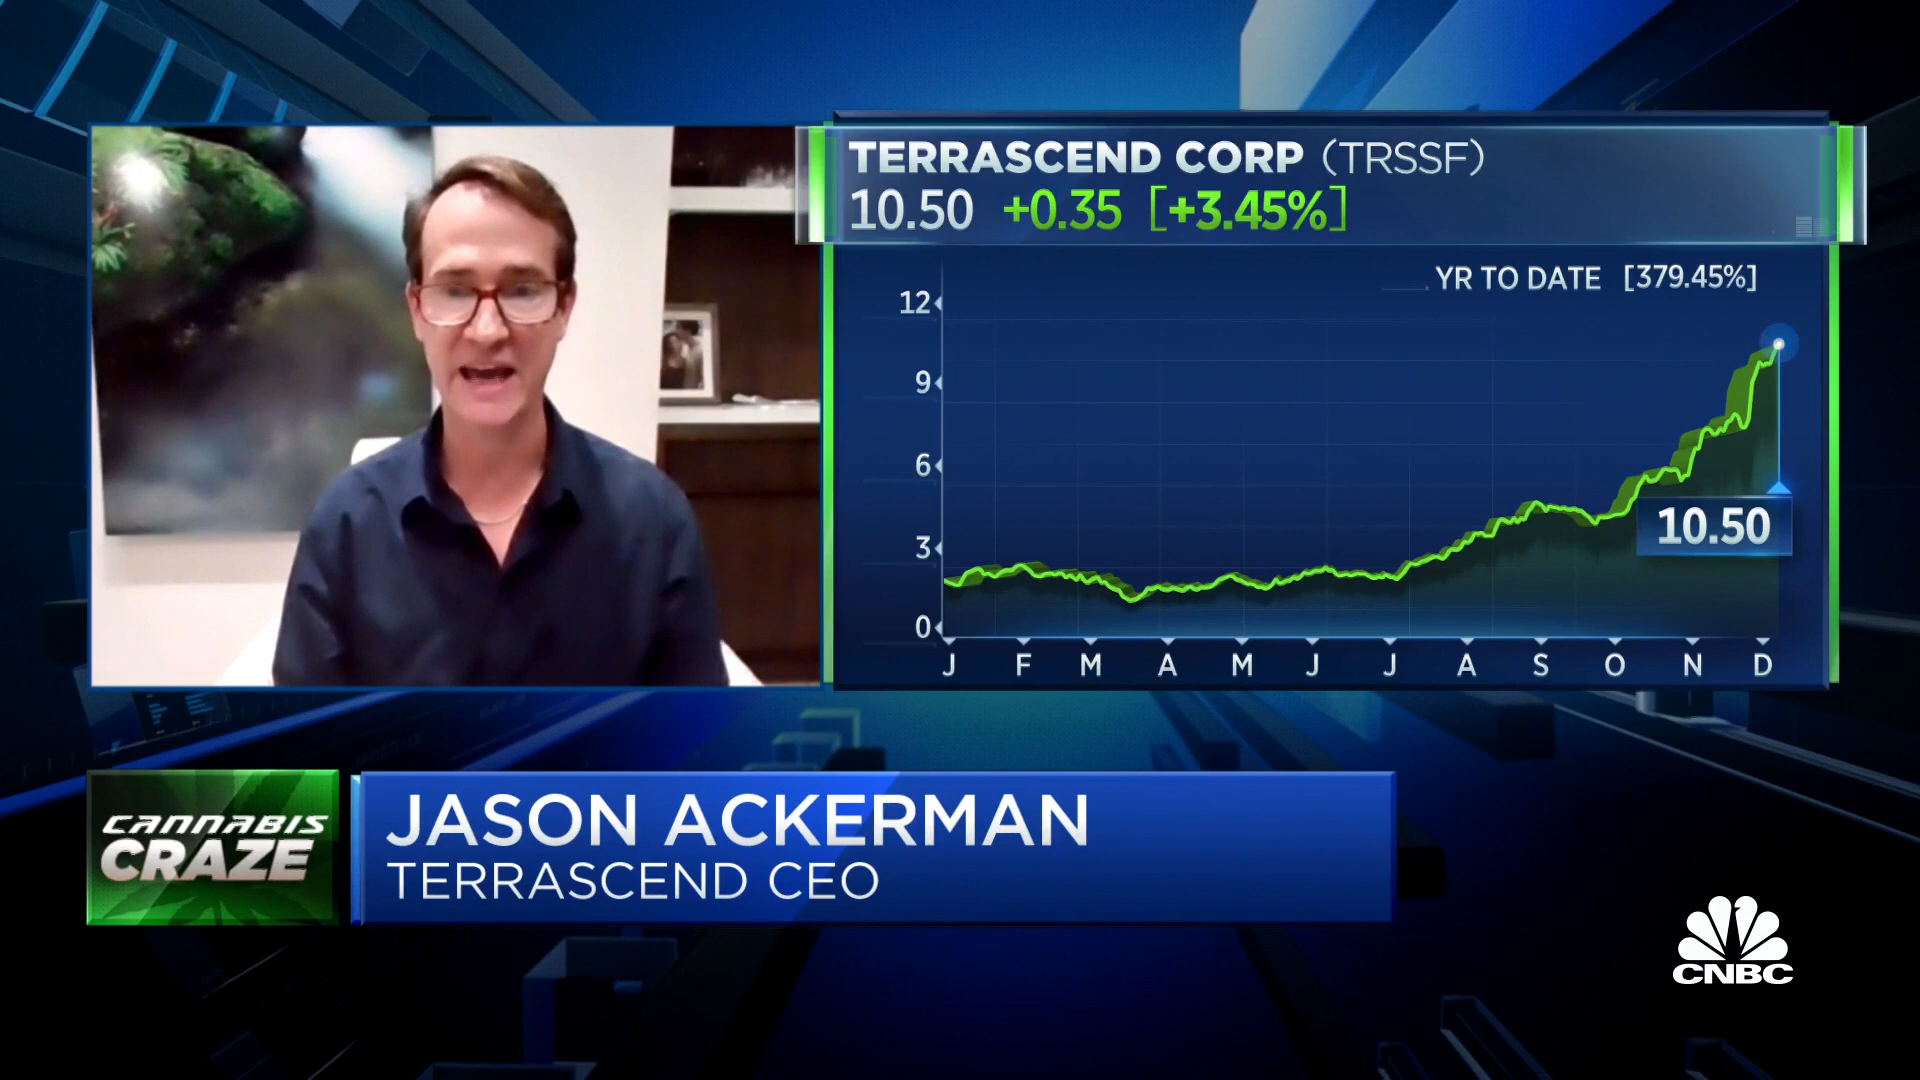 TERRASCEND CORP (TRSSF)
10.50 +0.35 [+3.45%]
YR TO DATE [379.45%]
12
9
6
3
0
10.50
J F M A M J J A S O N D
CANNABIS
CRAZE
JASON ACKERMAN
TERRASCEND CEO
CNBC